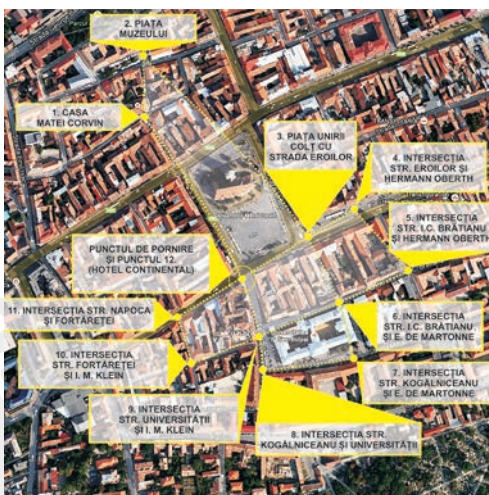 2. PIAȚA
MUZEULUI
1. CASA
MATEI CORVIN
3. PIAȚA UNIRII
COLȚ CU
STRADA EROILOR
4. INTERSECȚIA
STR. EROILOR ȘI
HERMANN OBERTH
5. INTERSECȚIA
STR. I.C. BRĂTIANU
ȘI HERMANN OBERTH
PUNCTUL DE PORNIRE
ȘI PUNCTUL 12.
(HOTEL CONTINENTAL)
11. INTERSECȚIA STR. NAPOCA
ȘI FORTĂREȚEI
6. INTERSECȚIA
STR. I.C. BRĂTIANU
ȘI E. DE MARTONNE
10. INTERSECȚIA
STR. FORTĂREȚEI
ȘI I. M. KLEIN
7. INTERSECȚIA
STR. KOGĂLNICEANU
ȘI E. DE MARTONNE
9. INTERSECȚIA
STR. UNIVERSITĂȚII
ȘI I. M. KLEIN
8. INTERSECȚIA STR.
KOGĂLNICEANU ȘI UNIVERSITĂȚII